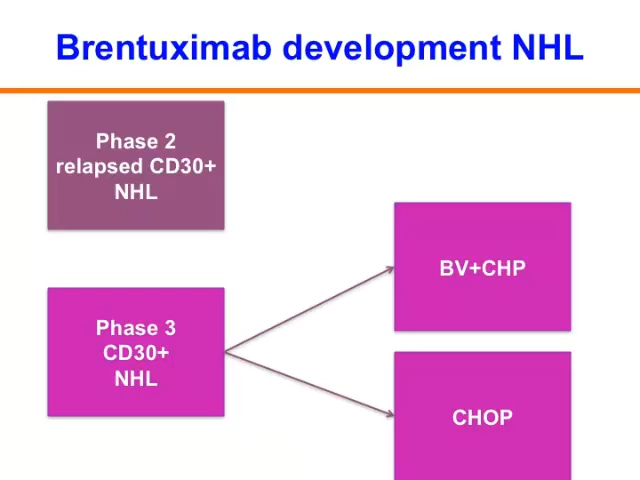 Brentuximab development NHL
Phase 2
relapsed CD30+
NHL
Phase 3
CD30+
NHL
BV+CHP
CHOP